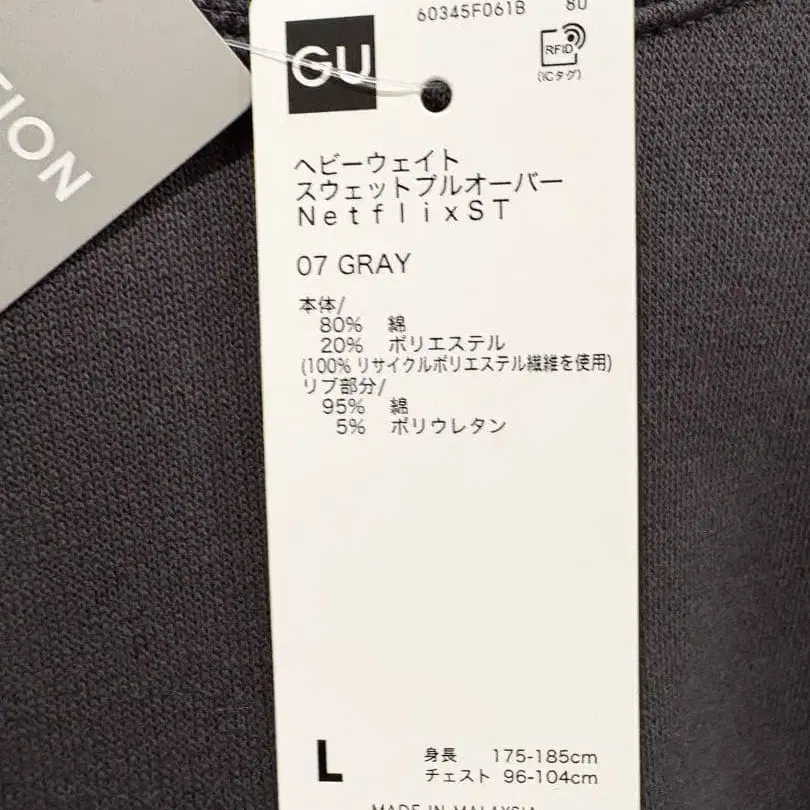 TION
60345F061B 80
GU
RFID
(ICタグ)
ヘビーウェイト
スウェットプルオーバー
NetflixST
07 GRAY
本体/
80% 綿
20% ポリエステル
(100%リサイクルポリエステル繊維を使用)
リブ部分/
95% 綿
5% ポリウレタン
L
身長 175-185cm
チェスト 96-104cm
MADE IN MALAYSIA